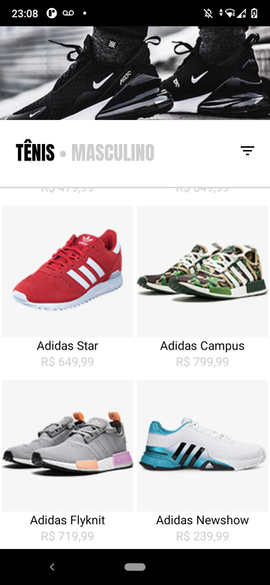 23:08
TÊNIS • MASCULINO
R$ 479,99 R$ 649,99
Adidas Star
R$ 649,99
Adidas Campus
R$ 799,99
Adidas Flyknit
R$ 719,99
Adidas Newshow
R$ 239,99